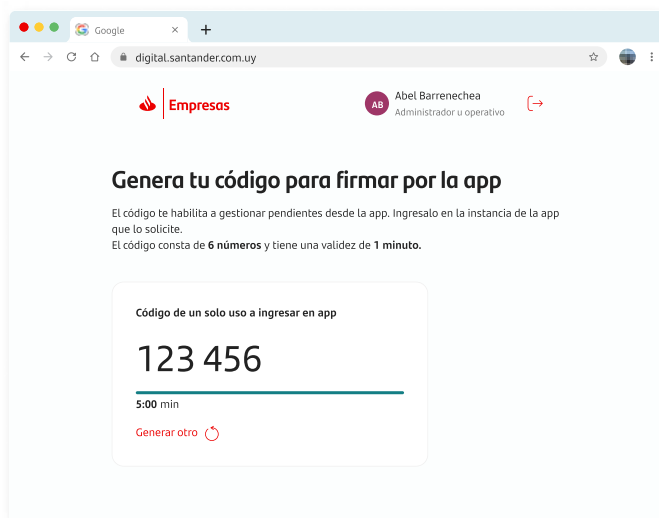 Google
digital.santander.com.uy
Empresas
AB
Abel Barrenechea
Administrador u operativo
Genera tu código para firmar por la app
El código te habilita a gestionar pendientes desde la app. Ingresalo en la instancia de la app
que lo solicite.
El código consta de 6 números y tiene una validez de 1 minuto.
Código de un solo uso a ingresar en app
123 456
5:00 min
Generar otro